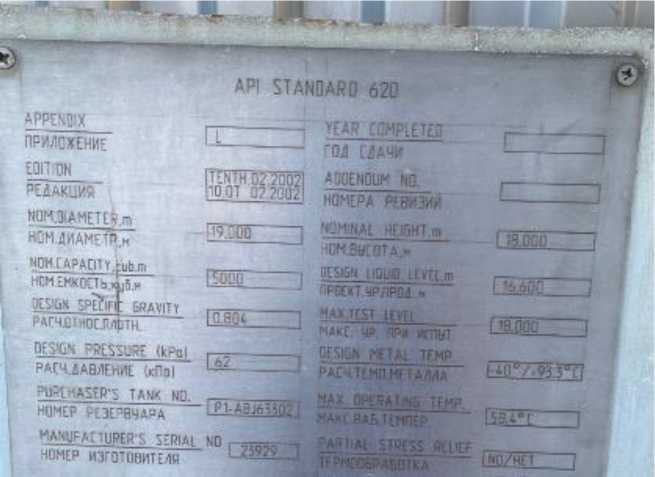 API STANDARD 620
APPENDIX
ПРИЛОЖЕНИЕ
L
YEAR COMPLETED
ГОД СДАЧИ
EDITION
РЕДАКЦИЯ
TENTH.02.2002
10.ОТ 02.2002
ADDENDUM NO.
НОМЕРА РЕВИЗИЙ
NOM.DIAMETER,m
НОМ.ДИАМЕТР,м
19.000
NOMINAL HEIGHT,m
НОМ.ВЫСОТА,м
18.000
NOM.CAPACITY,cub.m
НОМ.ЕМКОСТЬ,куб.м
5000
DESIGN LIQUID LEVEL,m
ПРОЕКТ.УР.ПРОД.,м
16.600
DESIGN SPECIFIC GRAVITY
РАСЧ.ОТНОС.ПЛОТН.
0.804
MAX.TEST LEVEL
МАКС. УР. ПРИ ИСПЫТ
18.000
DESIGN PRESSURE (kPa)
РАСЧ.ДАВЛЕНИЕ (кПа)
62
DESIGN METAL TEMP
РАСЧ.ТЕМП.МЕТАЛЛА
-40°/+93.3°C
PURCHASER'S TANK NO.
НОМЕР РЕЗЕРВУАРА
P1-ABJ63302
MAX. OPERATING TEMP.
МАКС.РАБ.ТЕМПЕР
58.4°C
MANUFACTURER'S SERIAL NO
НОМЕР ИЗГОТОВИТЕЛЯ
23929
PARTIAL STRESS RELIEF
ТЕРМООБРАБОТКА
NO/НЕТ